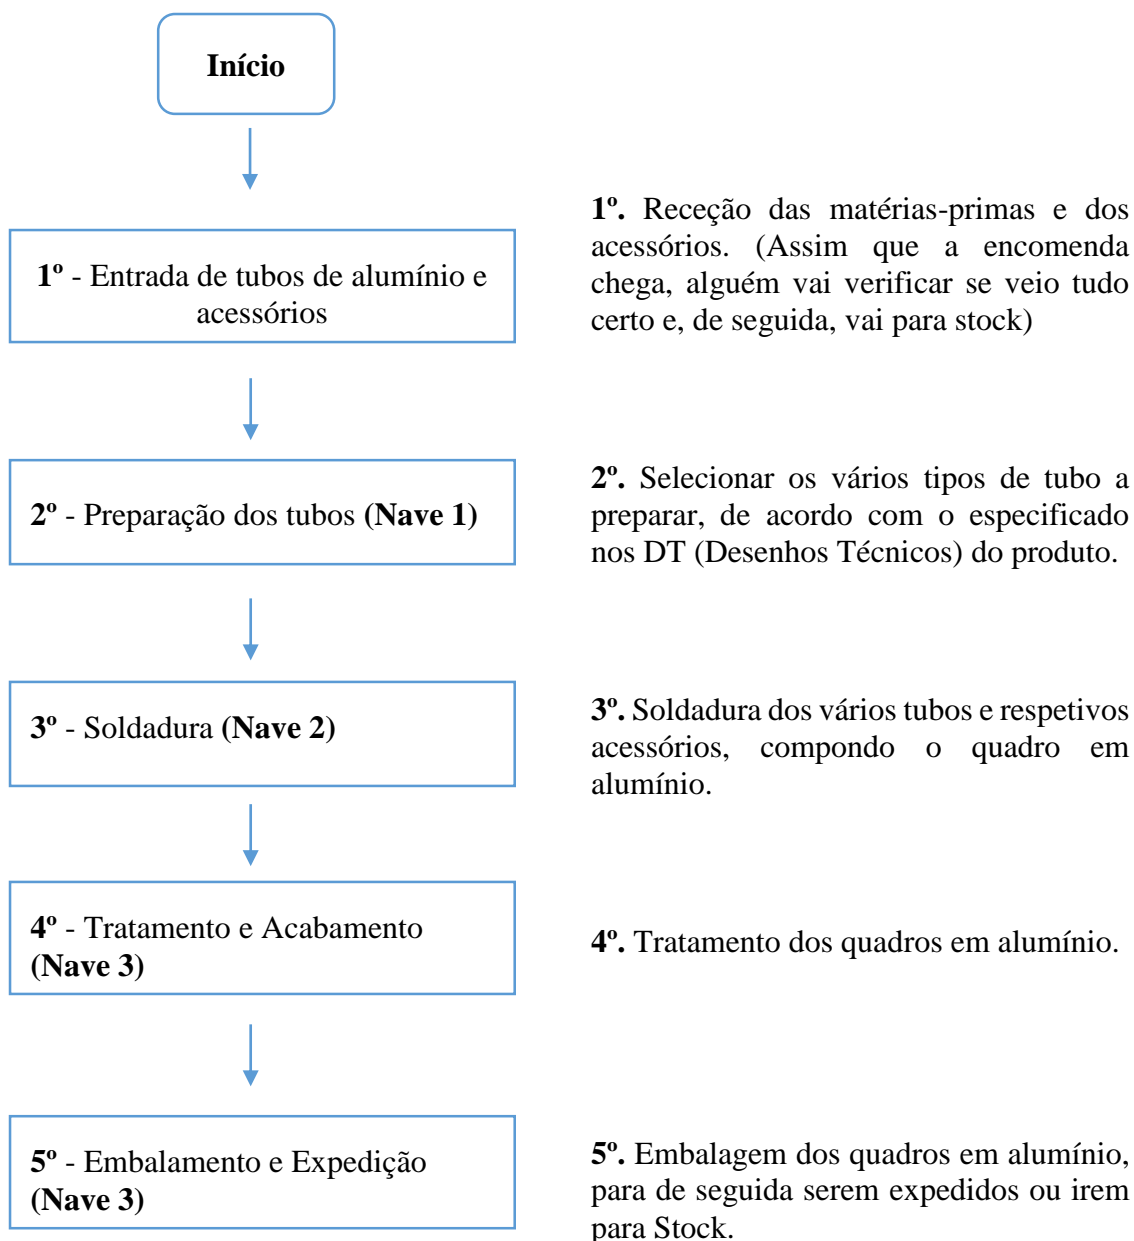 Início
1º - Entrada de tubos de alumínio e
acessórios
1º. Receção das matérias-primas e dos
acessórios. (Assim que a encomenda
chega, alguém vai verificar se veio tudo
certo e, de seguida, vai para stock)
2º - Preparação dos tubos (Nave 1)
2º. Selecionar os vários tipos de tubo a
preparar, de acordo com o especificado
nos DT (Desenhos Técnicos) do produto.
3º - Soldadura (Nave 2)
3º. Soldadura dos vários tubos e respetivos
acessórios, compondo o quadro em
alumínio.
4º - Tratamento e Acabamento
(Nave 3)
4º. Tratamento dos quadros em alumínio.
5º - Embalamento e Expedição
(Nave 3)
5º. Embalagem dos quadros em alumínio,
para de seguida serem expedidos ou irem
para Stock.